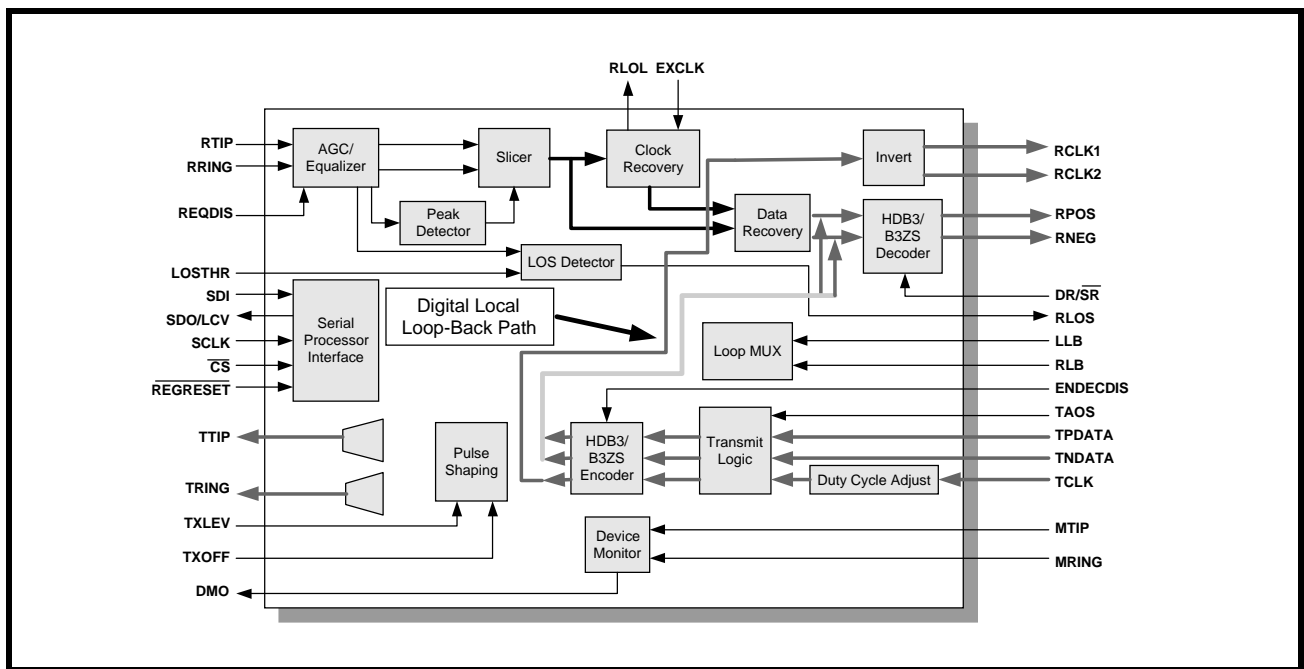 RLOL EXCLK
RTIP
RRING
REQDIS
LOSTHR
SDI
SDO/LCV
SCLK
CS
REGRESET
TTIP
TRING
TXLEV
TXOFF
DMO
AGC/
Equalizer
Slicer
Clock
Recovery
Invert
Peak
Detector
Data
Recovery
HDB3/
B3ZS
Decoder
LOS Detector
Serial
Processor
Interface
Digital Local
Loop-Back Path
Loop MUX
Pulse
Shaping
HDB3/
B3ZS
Encoder
Transmit
Logic
Duty Cycle Adjust
Device
Monitor
RCLK1
RCLK2
RPOS
RNEG
DR/SR
RLOS
LLB
RLB
ENDECDIS
TAOS
TPDATA
TNDATA
TCLK
MTIP
MRING